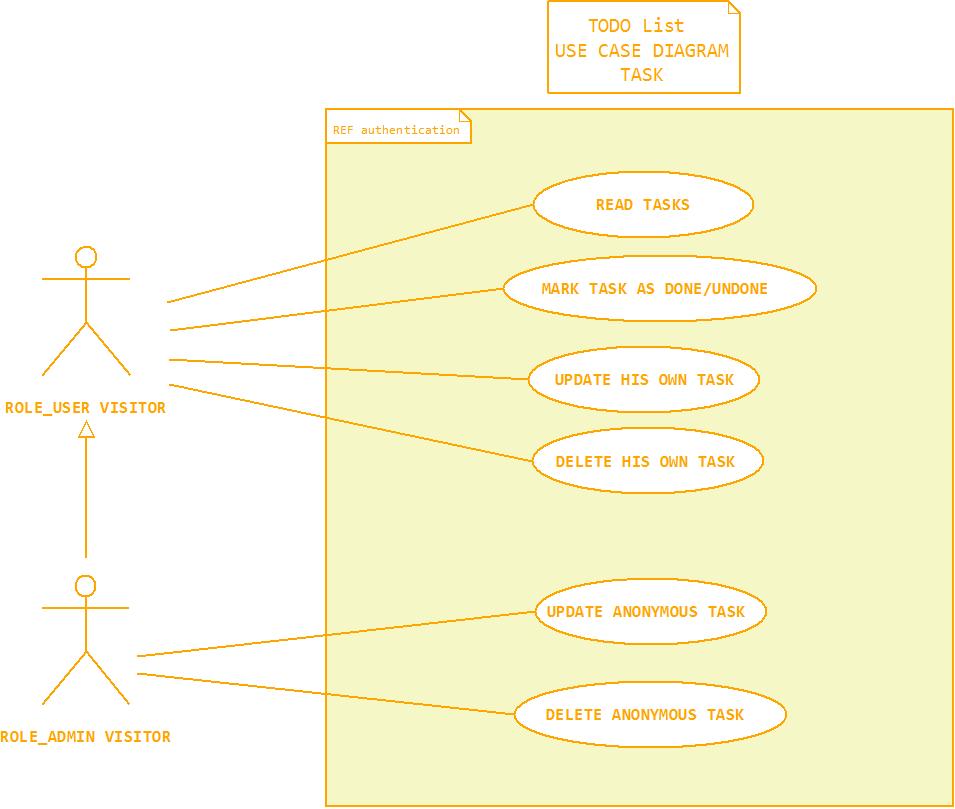 TODO List
USE CASE DIAGRAM
TASK
REF authentication
READ TASKS
MARK TASK AS DONE/UNDONE
UPDATE HIS OWN TASK
ROLE_USER VISITOR
DELETE HIS OWN TASK
UPDATE ANONYMOUS TASK
DELETE ANONYMOUS TASK
ROLE_ADMIN VISITOR